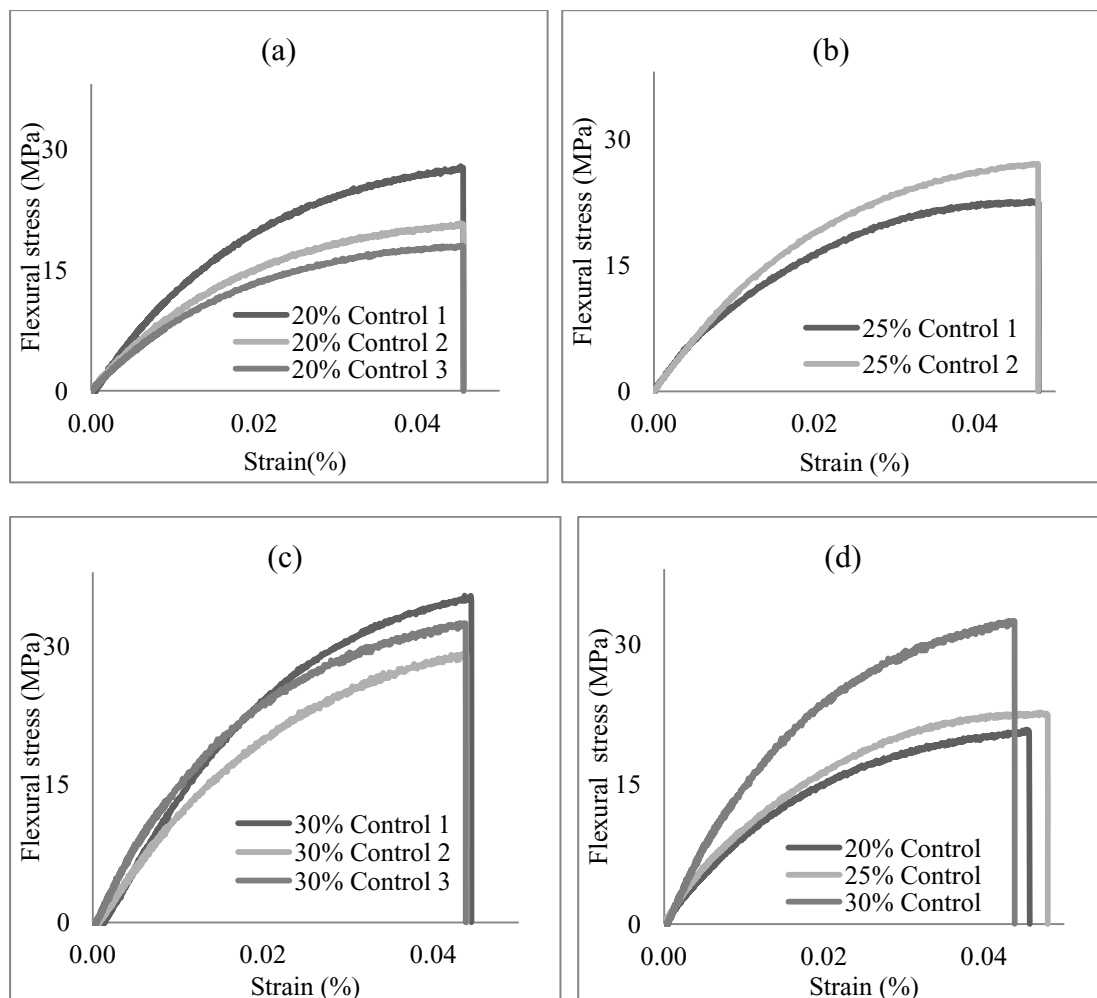 (a)
Flexural stress (MPa)
30
15
0
20% Control 1
20% Control 2
20% Control 3
0.00 0.02 0.04
Strain(%)
(b)
Flexural stress (MPa)
30
15
0
25% Control 1
25% Control 2
0.00 0.02 0.04
Strain (%)
(c)
Flexural stress (MPa)
30
15
0
30% Control 1
30% Control 2
30% Control 3
0.00 0.02 0.04
Strain (%)
(d)
Flexural stress (MPa)
30
15
0
20% Control
25% Control
30% Control
0.00 0.02 0.04
Strain (%)